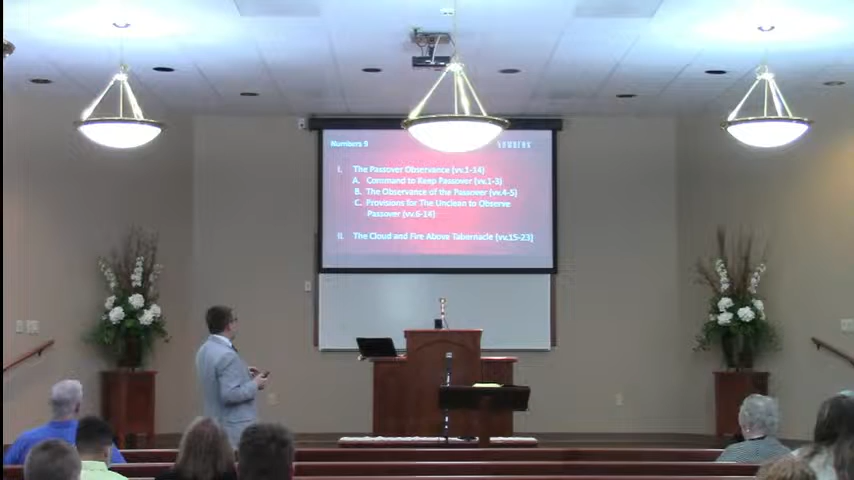 Numbers 9
NUMBERS
I. The Passover Observance (vv.1-14)
A. Command to Keep Passover (vv.1-3)
B. The Observance of the Passover (vv.4-5)
C. Provisions for The Unclean to Observe
Passover (vv.6-14)
II. The Cloud and Fire Above Tabernacle (vv.15-23)